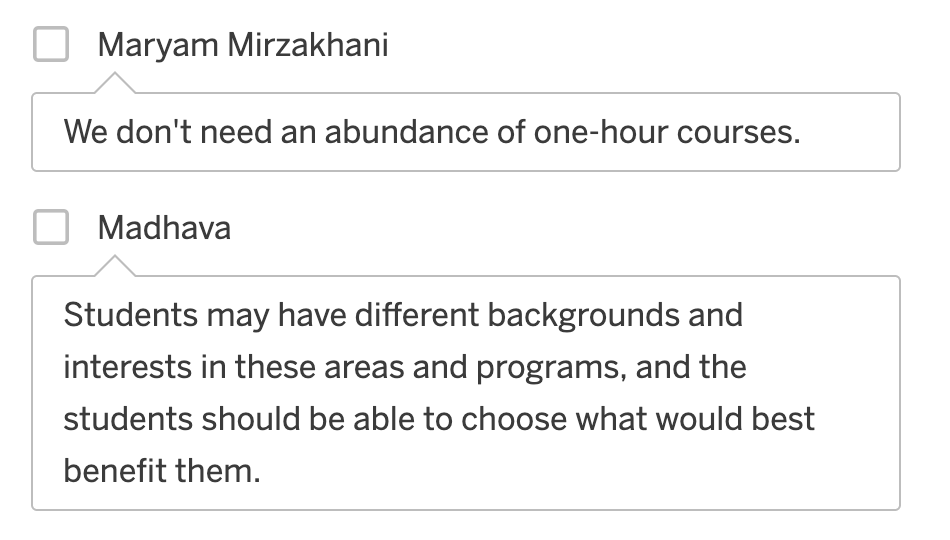 Maryam Mirzakhani
We don't need an abundance of one-hour courses.
Madhava
Students may have different backgrounds and
interests in these areas and programs, and the
students should be able to choose what would best
benefit them.